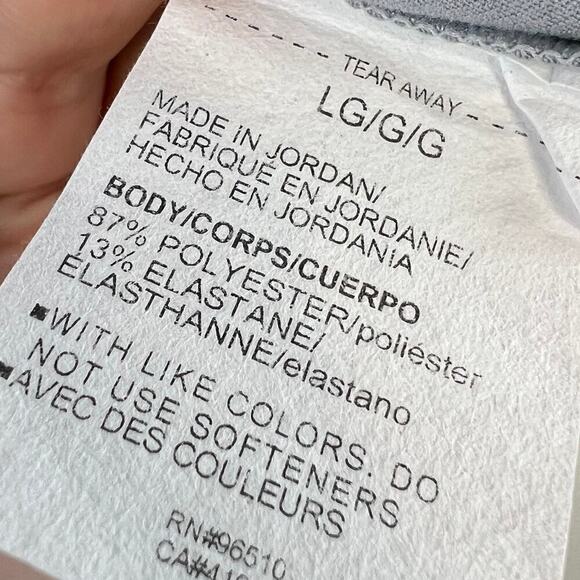 TEAR AWAY
LG/G/G
MADE IN JORDAN/
FABRIQUÉ EN JORDANIE/
HECHO EN JORDANIA
BODY/CORPS/CUERPO
87% POLYESTER/poliéster
13% ELASTANE/
ÉLASTHANNE/elastano
WITH LIKE COLORS. DO
NOT USE SOFTENERS
AVEC DES COULEURS
RN#96510